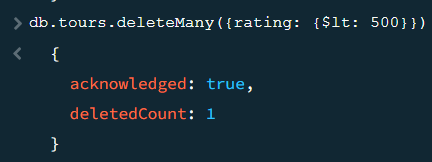 > db.tours.deleteMany({rating: {$lt: 500}})
< {
acknowledged: true,
deletedCount: 1
}